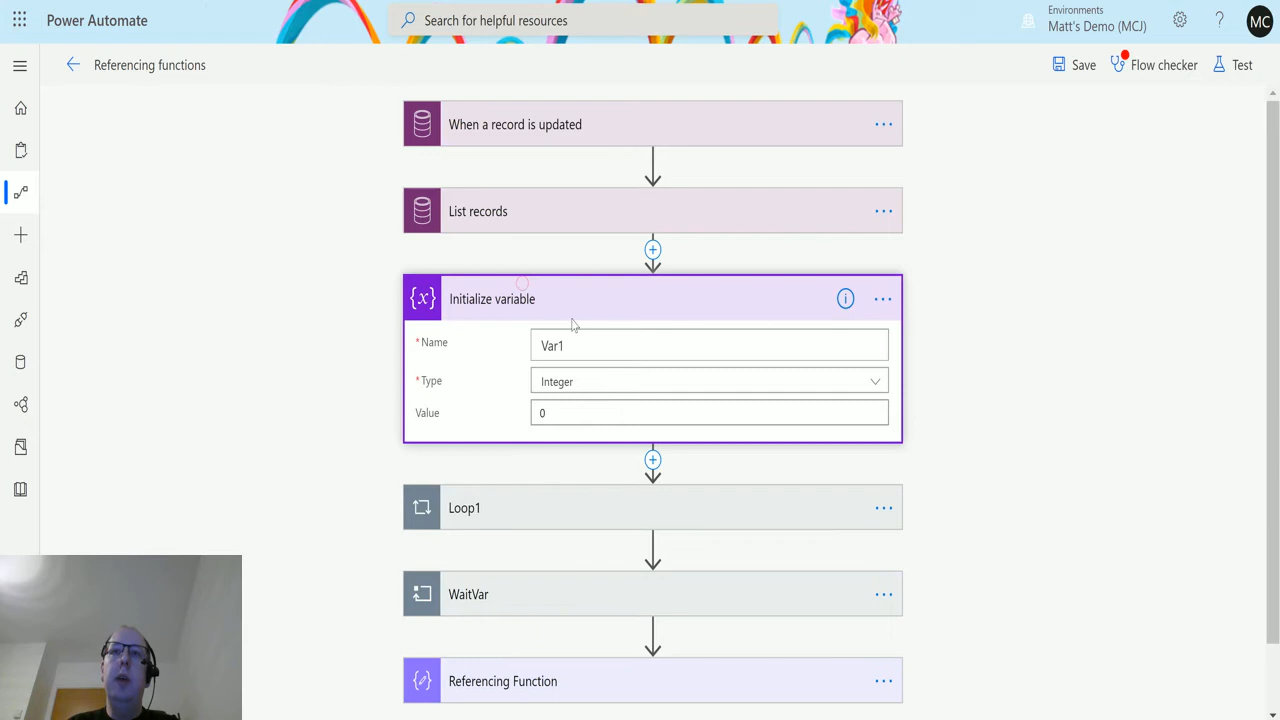 Power Automate
Search for helpful resources
Environments
Matt's Demo (MCJ)
?
MC
Referencing functions
Save
Flow checker
Test
When a record is updated
...
List records
...
{x}
Initialize variable
i
...
* Name
Var1
* Type
Integer
Value
0
Loop1
...
WaitVar
...
Referencing Function
...